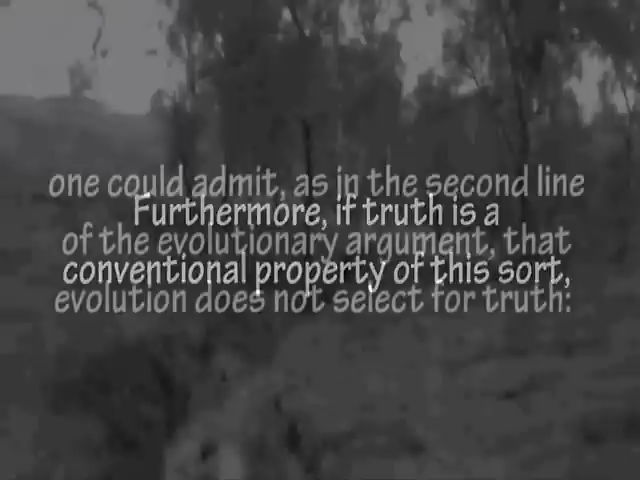 one could admit, as in the second line
Furthermore, if truth is a
of the evolutionary argument, that
conventional property of this sort,
evolution does not select for truth: